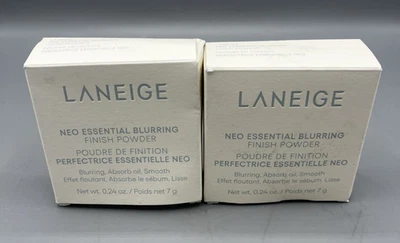 LANEIGE
NEO ESSENTIAL BLURRING
FINISH POWDER
POUDRE DE FINITION
PERFECTRICE ESSENTIELLE NEO
Blurring, Absorb oil, Smooth
Effet floutant, Absorbe le sébum, Lisse
Net wt. 0.24 oz. / Poids net 7 g
LANEIGE
NEO ESSENTIAL BLURRING
FINISH POWDER
POUDRE DE FINITION
PERFECTRICE ESSENTIELLE NEO
Blurring, Absorb oil, Smooth
Effet floutant, Absorbe le sébum, Lisse
Net wt. 0.24 oz. / Poids net 7 g